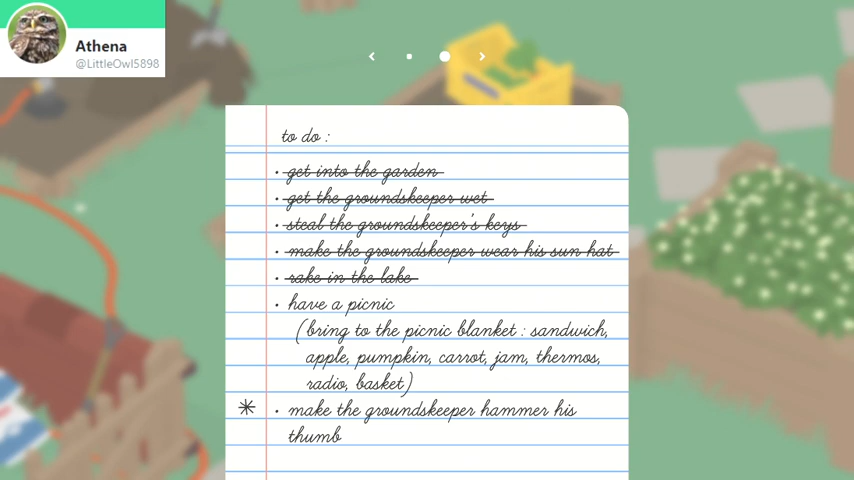 Athena
@LittleOwl5898
to do :
• get into the garden
• get the groundskeeper wet
• steal the groundskeeper's keys
• make the groundskeeper wear his sun hat
• rake in the lake
• have a picnic
(bring to the picnic blanket : sandwich,
apple, pumpkin, carrot, jam, thermos,
radio, basket)
• make the groundskeeper hammer his
thumb